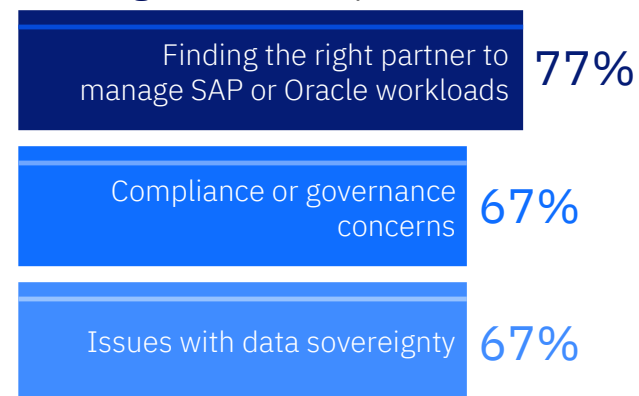 Finding the right partner to
manage SAP or Oracle workloads
77%
Compliance or governance
concerns
67%
Issues with data sovereignty
67%